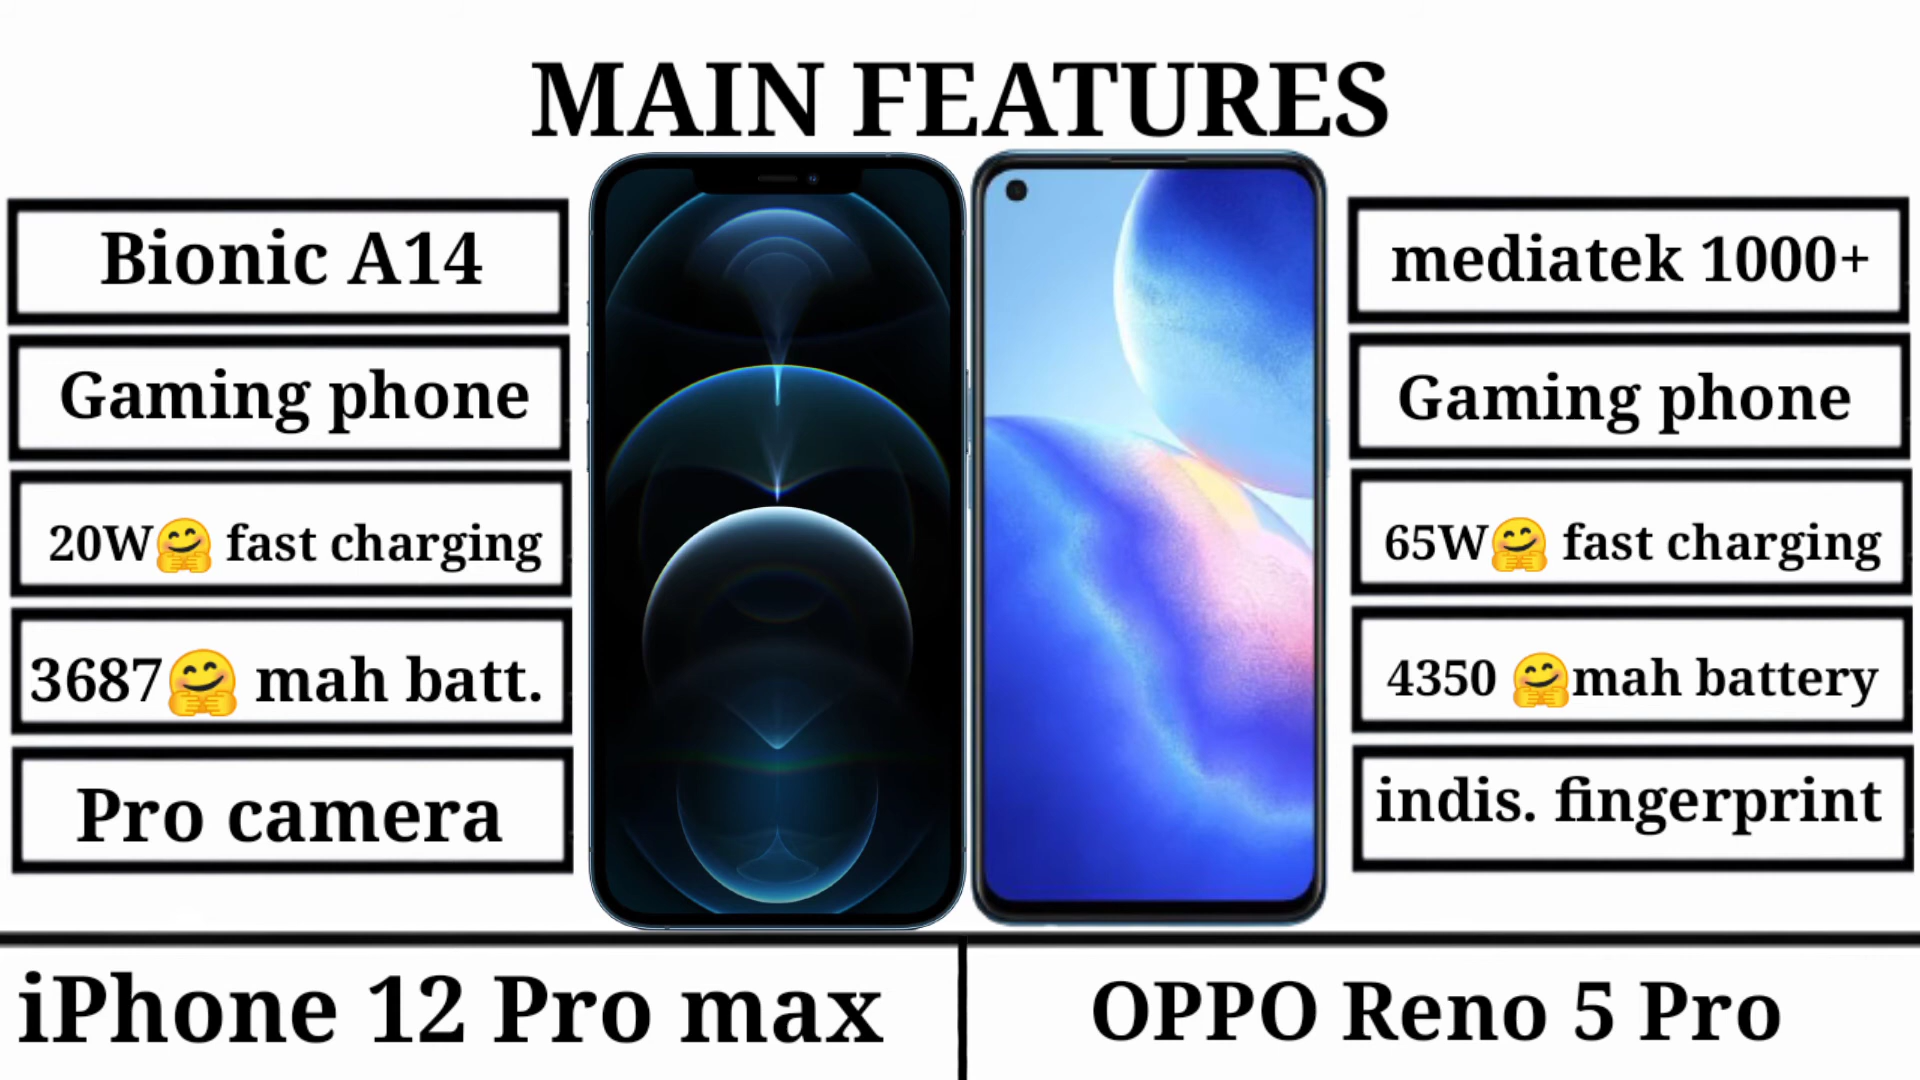 MAIN FEATURES
Bionic A14
Gaming phone
20W🤗 fast charging
3687🤗 mah batt.
Pro camera
mediatek 1000+
Gaming phone
65W🤗 fast charging
4350 🤗mah battery
indis. fingerprint
iPhone 12 Pro max
OPPO Reno 5 Pro